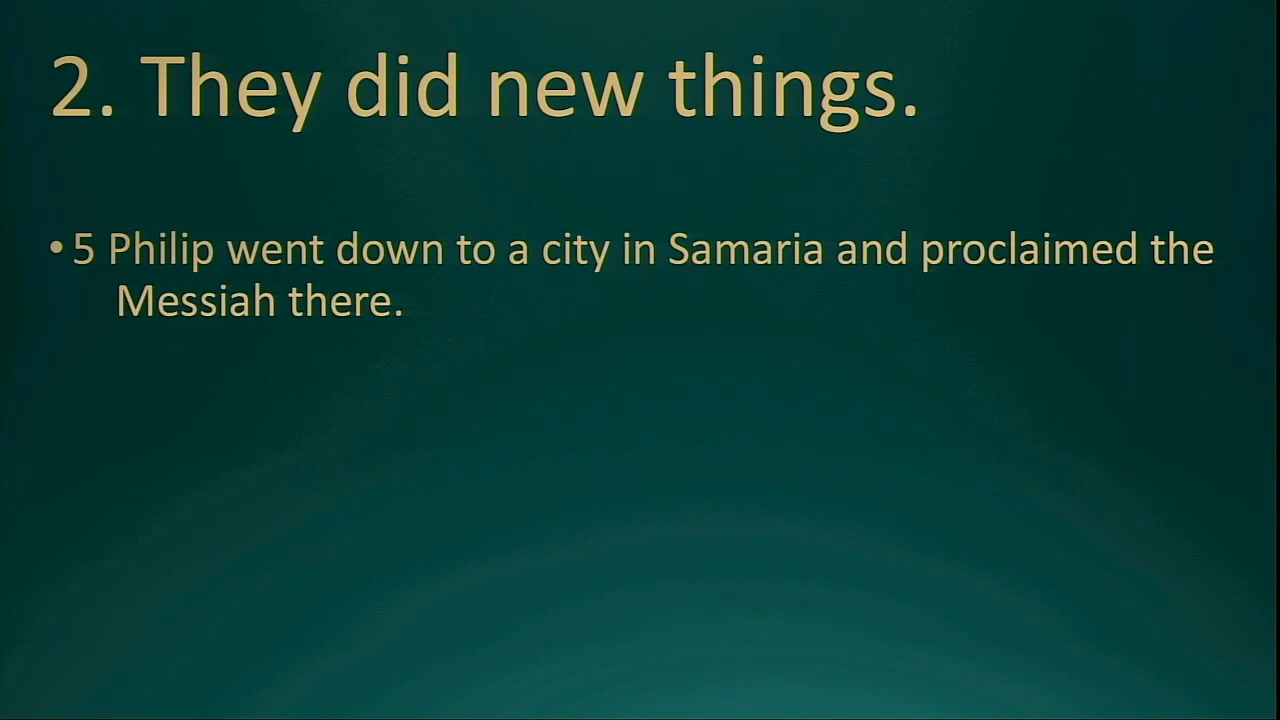 2. They did new things.
• 5 Philip went down to a city in Samaria and proclaimed the
Messiah there.